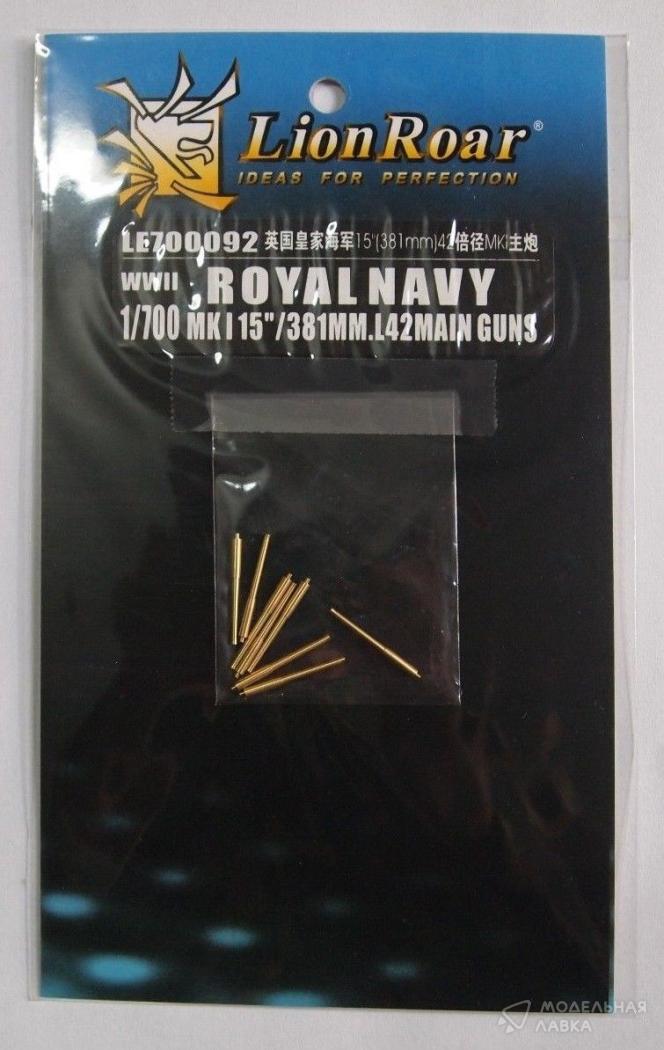 LionRoar®
IDEAS FOR PERFECTION
LE700092 英国皇家海军15"(381mm)42倍径MKI主炮
WWII ROYAL NAVY
1/700 MK I 15"/381MM.L42MAIN GUNS
МОДЕЛЬНАЯ
ЛАВКА